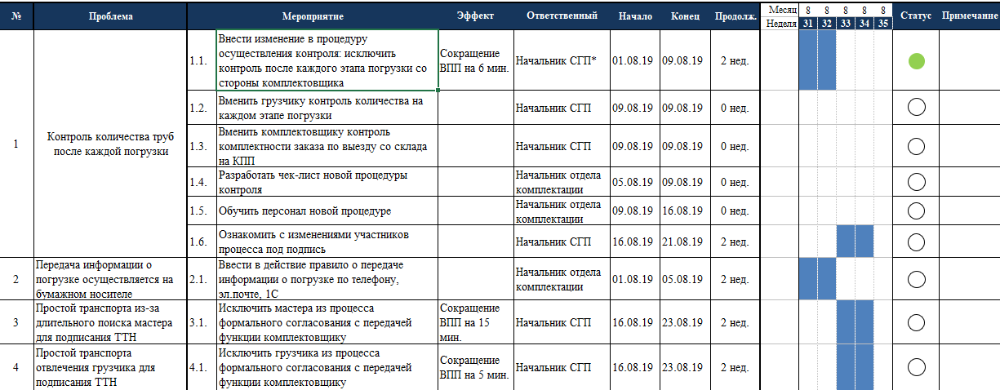 № Проблема Мероприятие Эффект Ответственный Начало Конец Продолж. Месяц 8 8 8 8 8 Статус Примечание
Неделя 31 32 33 34 35
1
Контроль количества труб
после каждой погрузки
1.1.
Внести изменение в процедуру
осуществления контроля: исключить
контроль после каждого этапа погрузки со
стороны комплектовщика
Сокращение
ВПП на 6 мин.
Начальник СГП* 01.08.19 09.08.19 2 нед.
1.2.
Вменить грузчику контроль количества на
каждом этапе погрузки
Начальник СГП 09.08.19 09.08.19 0 нед.
1.3.
Вменить комплектовщику контроль
комплектности заказа по выезду со склада
на КПП
Начальник СГП 09.08.19 09.08.19 0 нед.
1.4.
Разработать чек-лист новой процедуры
контроля
Начальник отдела
комплектации
05.08.19 09.08.19 0 нед.
1.5. Обучить персонал новой процедуре
Начальник отдела
комплектации
09.08.19 16.08.19 0 нед.
1.6.
Ознакомить с изменениями участников
процесса под подпись
Начальник СГП 16.08.19 21.08.19 2 нед.
2
Передача информации о
погрузке осуществляется на
бумажном носителе
2.1.
Ввести в действие правило о передаче
информации о погрузке по телефону,
эл.почте, 1С
Начальник отдела
комплектации
01.08.19 05.08.19 2 нед.
3
Простой транспорта из-за
длительного поиска мастера
для подписания ТТН
3.1.
Исключить мастера из процесса
формального согласования с передачей
функции комплектовщику
Сокращение
ВПП на 15
мин.
Начальник СГП 16.08.19 23.08.19 2 нед.
4
Простой транспорта
отвлечения грузчика для
подписания ТТН
4.1.
Исключить грузчика из процесса
формального согласования с передачей
функции комплектовщику
Сокращение
ВПП на 5 мин.
Начальник СГП 16.08.19 23.08.19 2 нед.